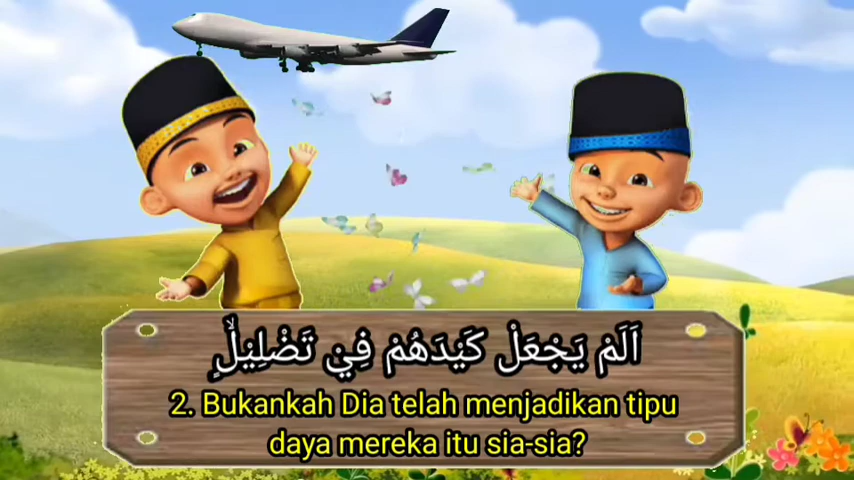 اَلَمْ يَجْعَلْ كَيْدَهُمْ فِيْ تَضْلِيْلٍۙ
2. Bukankah Dia telah menjadikan tipu
daya mereka itu sia-sia?